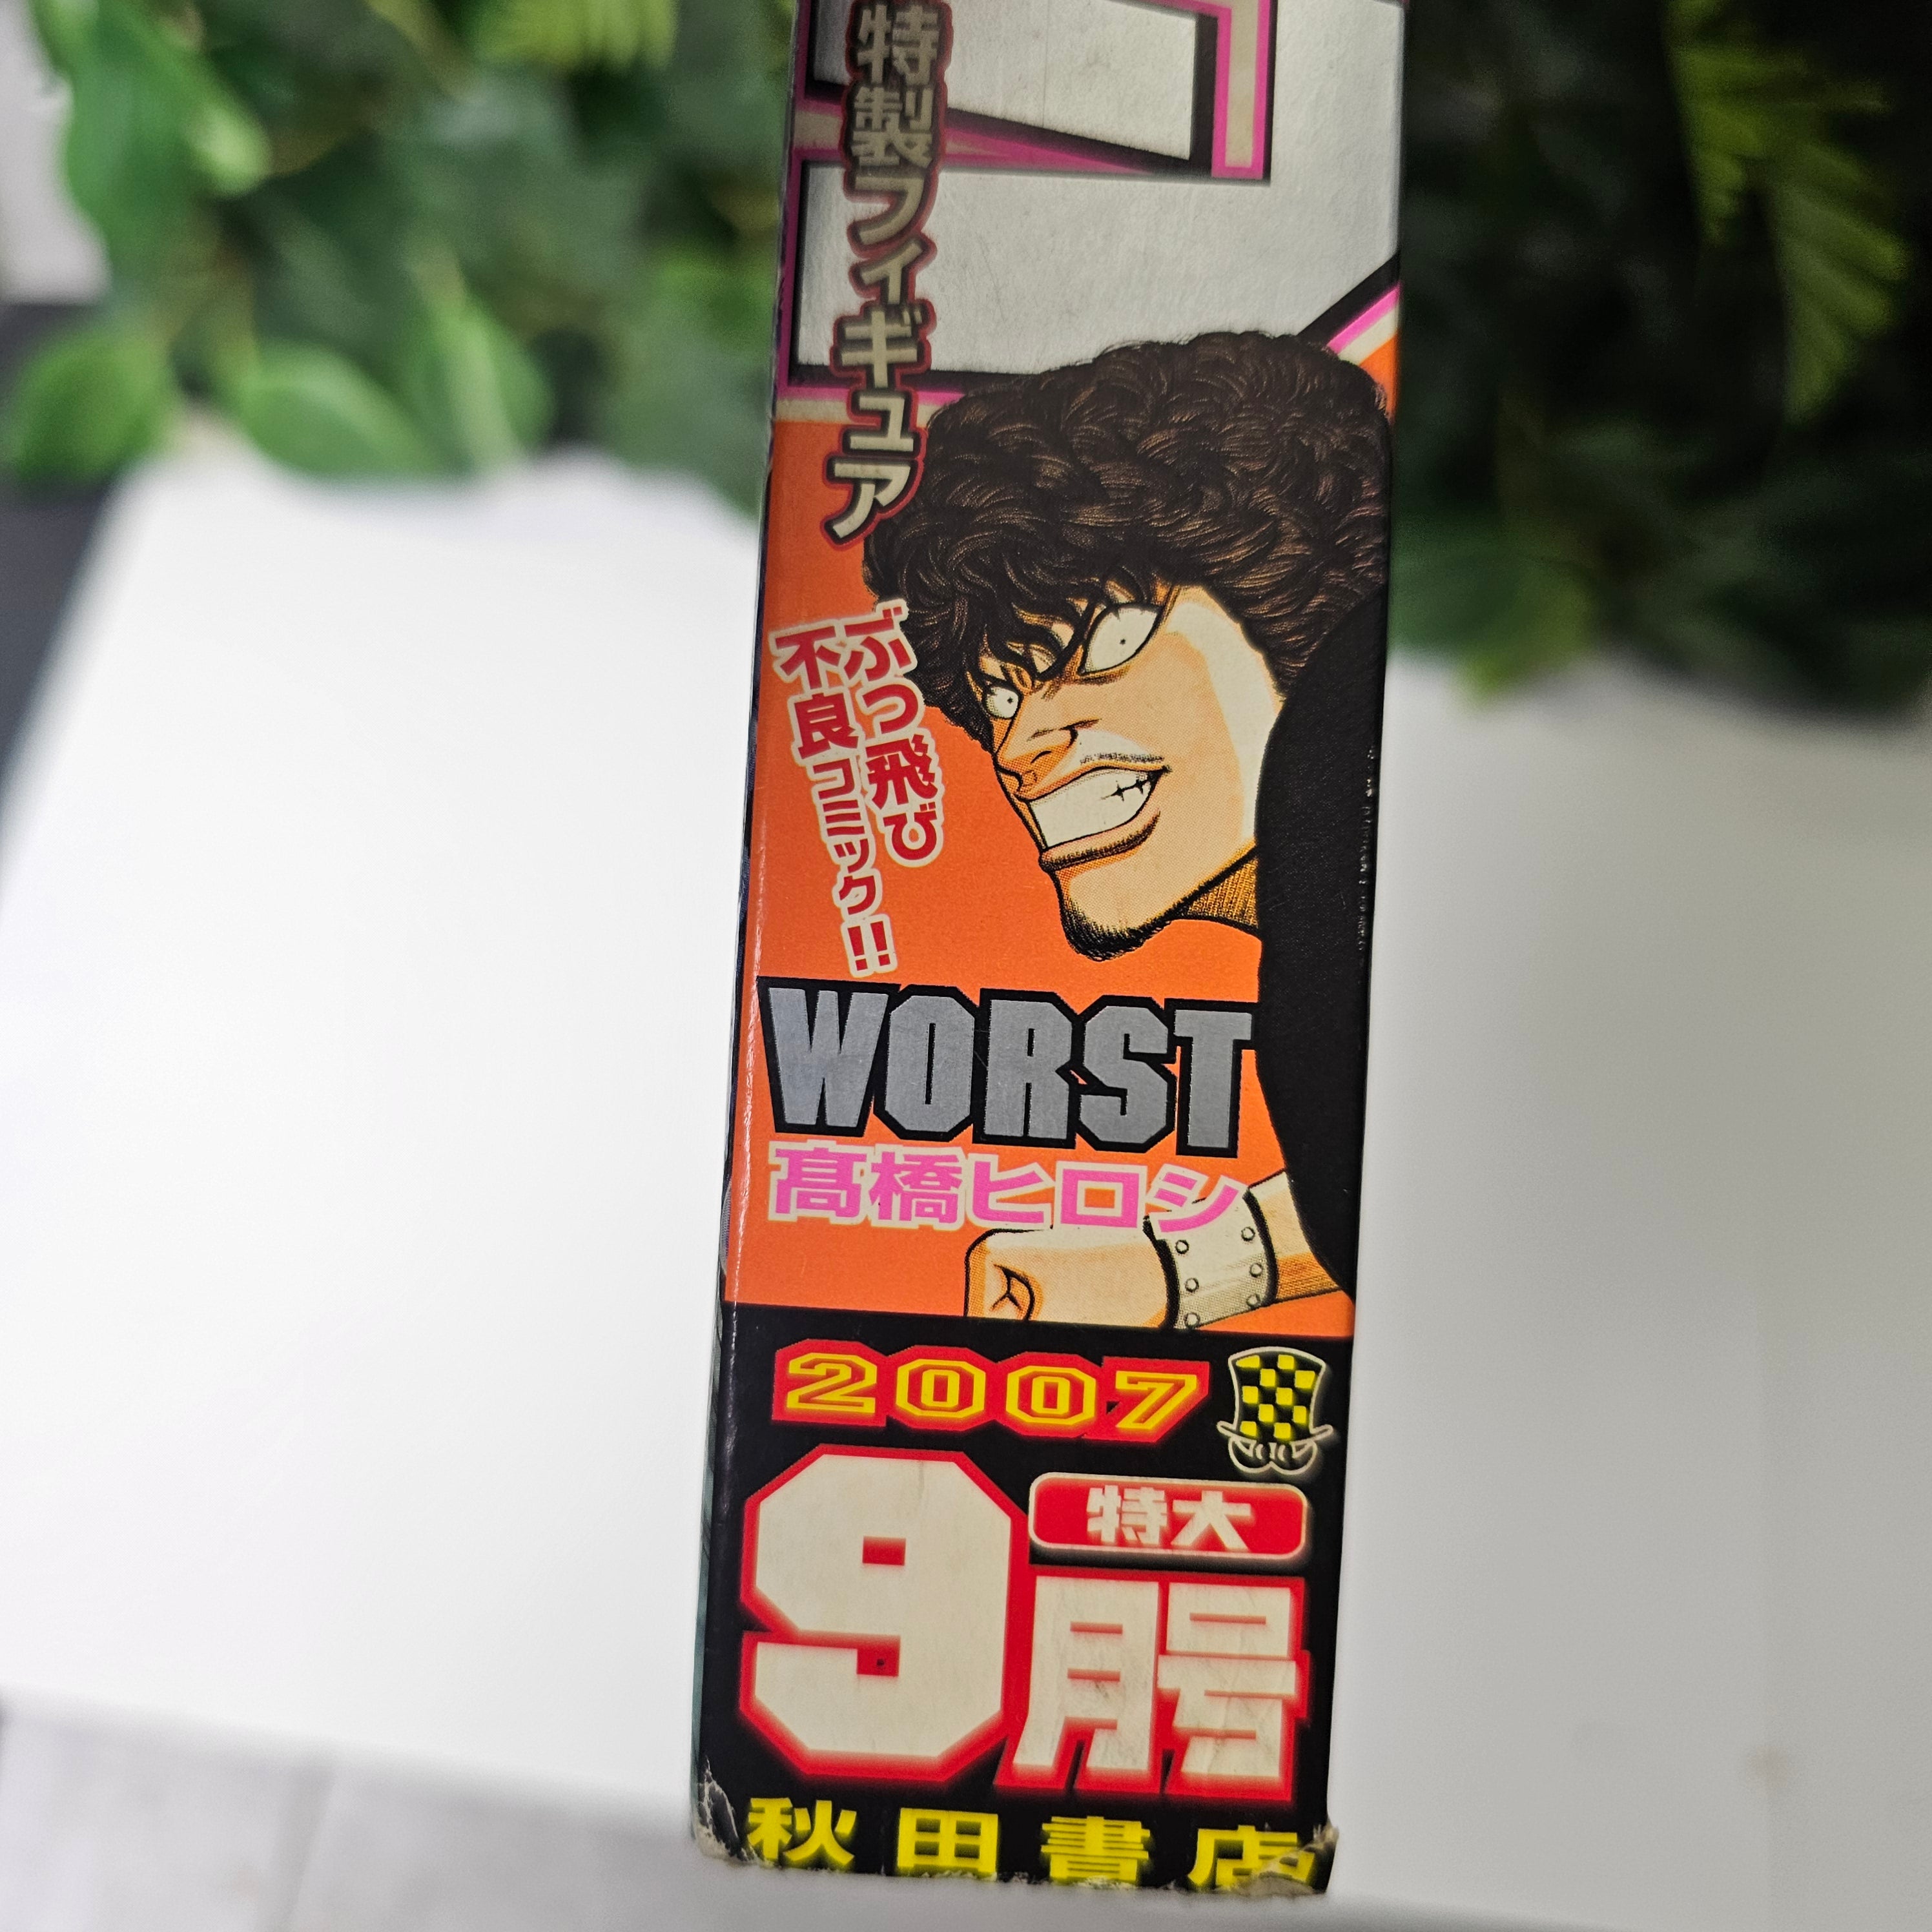 特製フィギュア
ぶっ飛び
不良コミック!!
WORST
髙橋ヒロシ
2007
特大
9月号
秋田書店